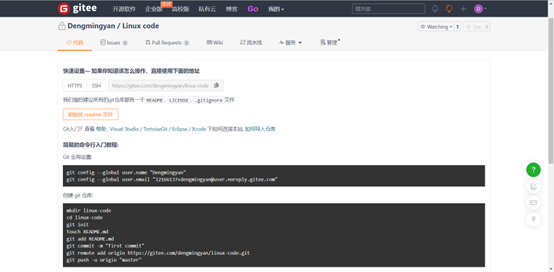 gitee
开源软件 企业版 高校版 私有云 博客 Go 我的
Dengmingyan / Linux code
Watching 1
代码 Issues 0 Pull Requests 0 Wiki 流水线 服务 管理
快速设置— 如果你知道该怎么操作，直接使用下面的地址
HTTPS SSH https://gitee.com/dengmingyan/linux-code
我们强烈建议所有的git仓库都有一个 README, LICENSE, .gitignore 文件
初始化 readme 文件
Git入门？查看 帮助, Visual Studio / TortoiseGit / Eclipse / Xcode 下如何连接本站, 如何导入仓库
简易的命令行入门教程:
Git 全局设置:
git config --global user.name "Dengmingyan"
git config --global user.email "12166137+dengmingyan@user.noreply.gitee.com"
创建 git 仓库:
mkdir linux-code
cd linux-code
git init
touch README.md
git add README.md
git commit -m "first commit"
git remote add origin https://gitee.com/dengmingyan/linux-code.git
git push -u origin "master"